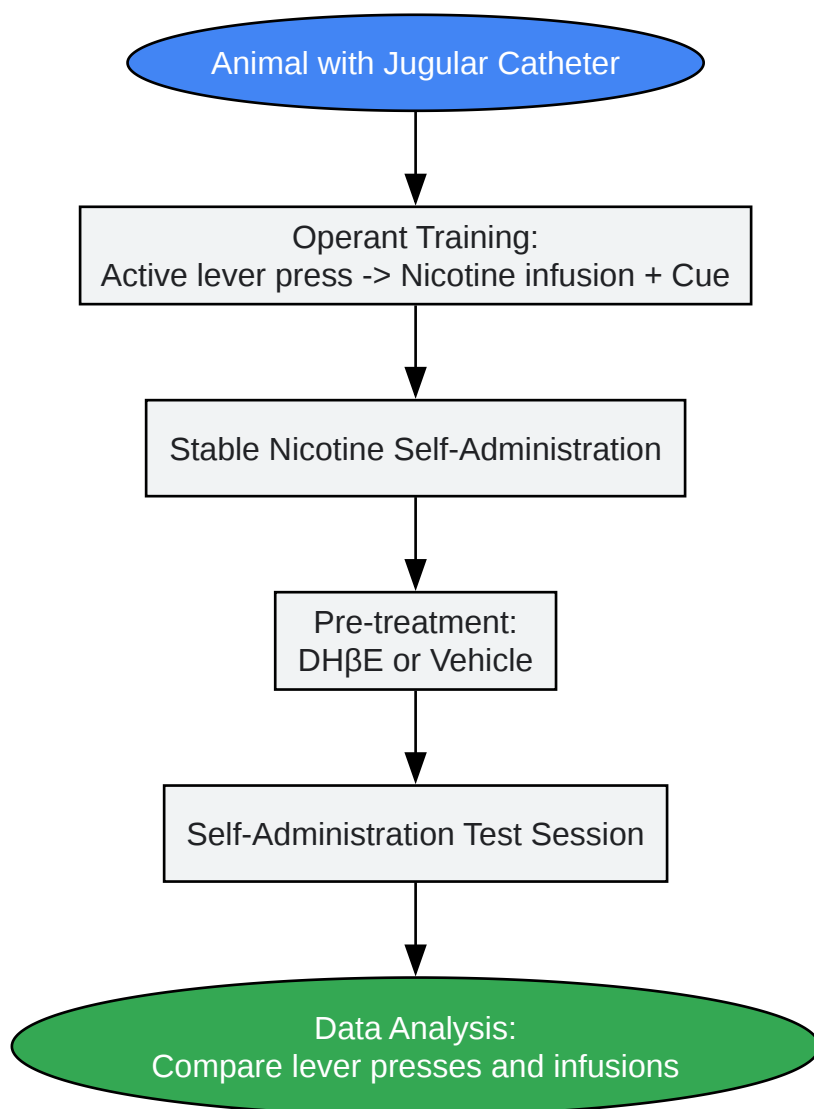 Animal with Jugular Catheter
Operant Training:
Active lever press -> Nicotine infusion + Cue
Stable Nicotine Self-Administration
Pre-treatment:
DHβE or Vehicle
Self-Administration Test Session
Data Analysis:
Compare lever presses and infusions